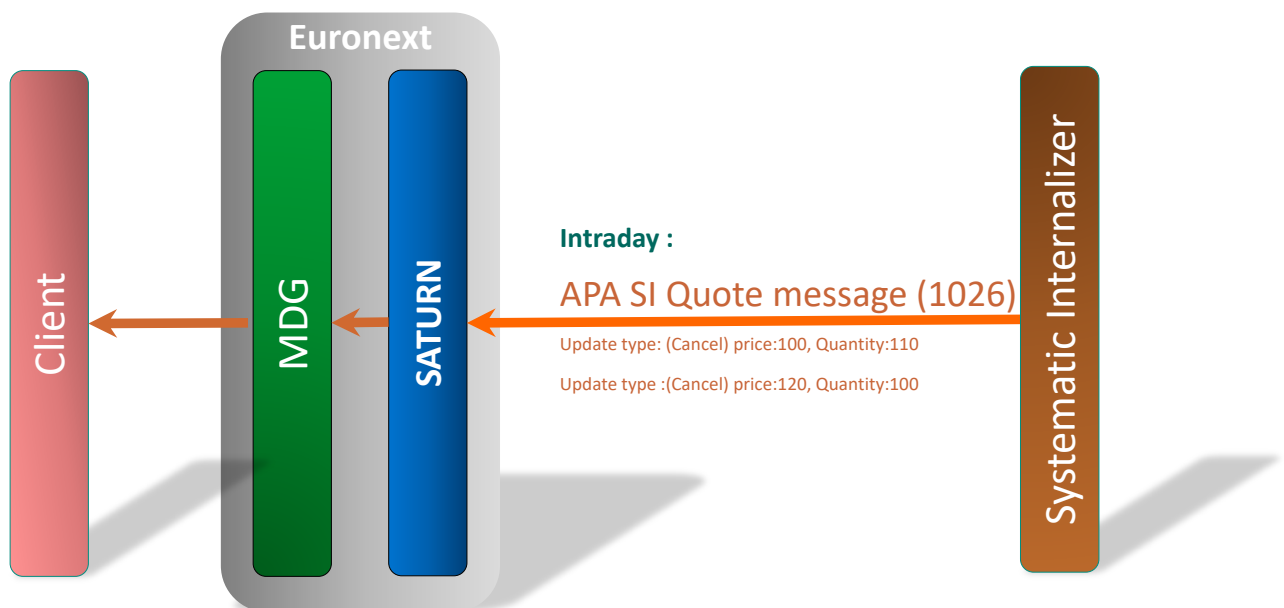 Euronext
Client
MDG
SATURN
Intraday :
APA SI Quote message (1026)
Update type: (Cancel) price:100, Quantity:110
Update type :(Cancel) price:120, Quantity:100
Systematic Internalizer